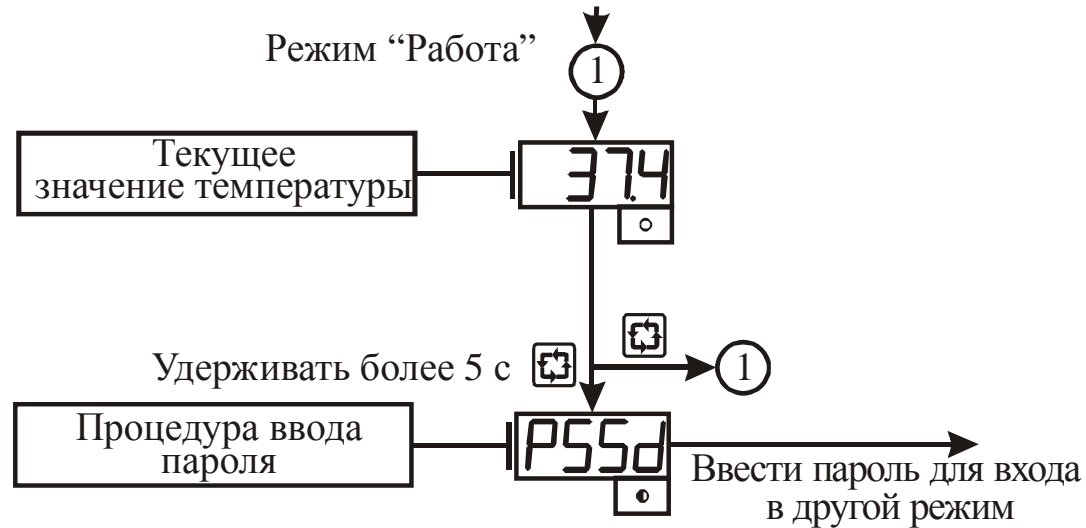 Режим “Работа”
1
Текущее
значение температуры
37.4
Удерживать более 5 с
1
Процедура ввода
пароля
PSSd
Ввести пароль для входа
в другой режим